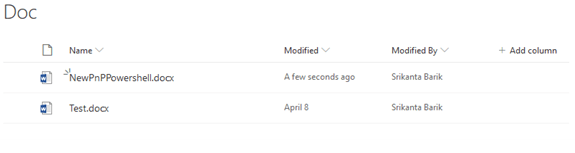 Doc
Name Modified Modified By + Add column
NewPnPPowershell.docx A few seconds ago Srikanta Barik
Test.docx April 8 Srikanta Barik